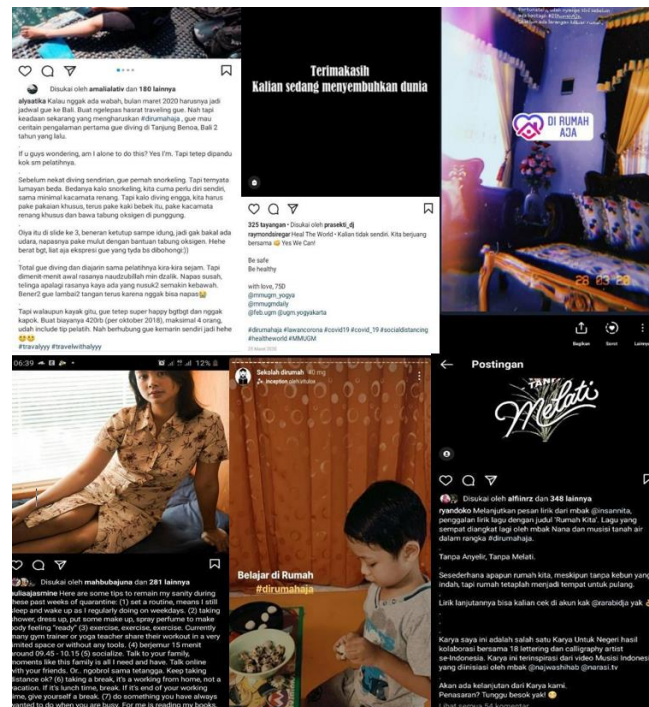 Disukai oleh amalialativ dan 180 lainnya
alyaatika Kalau nggak ada wabah, bulan maret 2020 harusnya jadi
jadwal gue ke Bali. Buat ngelepas hasrat traveling gue. Nah tapi
keadaan sekarang yang mengharuskan #dirumahaja , gue mau
ceritain pengalaman pertama gue diving di Tanjung Benoa, Bali 2
tahun yang lalu.
.
If u guys wondering, am I alone to do this? Yes I'm. Tapi tetep dipandu
kok sm pelatihnya.
.
Sebelum nekat diving sendirian, gue pernah snorkeling. Tapi ternyata
lumayan beda. Bedanya kalo snorkeling, kita cuma perlu diri sendiri,
sama minimal kacamata renang. Tapi kalo diving engga, kita harus
pake pakaian khusus, terus pake kaki bebek itu, pake kacamata
renang khusus dan bawa tabung oksigen di punggung.
.
Oiya itu di slide ke 3, beneran ketutup sampe idung, jadi gak bakal ada
udara, napasnya pake mulut dengan bantuan tabung oksigen. Hehe
berat bgt, liat aja ekspresi gue yang tyda bs dibohongi:))
.
Total gue diving dan diajarin sama pelatihnya kira-kira sejam. Tapi
dimenit-menit awal rasanya naudzubillah min dzalik. Napas susah,
telinga apalagi rasanya kaya ada yang nusuk2 semakin kebawah.
Bener2 gue lambai2 tangan terus karena nggak bisa napas
.
Tapi walaupun kayak gitu, gue tetep super happy bgtbgt dan nggak
kapok. Buat biayanya 420rb (per oktober 2018), maksimal 4 orang,
udah include tip pelatih. Nah berhubung gue kemarin sendiri jadi hehe
#travalyyy #travelwithalyyy
Terimakasih
Kalian sedang menyembuhkan dunia
325 tayangan · Disukai oleh prasekti_dj
raymondsiregar Heal The World • Kalian tidak sendiri. Kita berjuang
bersama Yes We Can!
Be safe
Be healthy
with love, 75D
@mmugm_yogya
@mmugmdaily
@feb.ugm @ugm.yogyakarta
#dirumahaja #lawancorona #covid19 #covid_19 #socialdistancing
#healtheworld #MMUGM
DI RUMAH
AJA
28 03 20
Bagikan
Sorot
06:39
12%
Disukai oleh mahbubajuna dan 281 lainnya
uliaajasmine Here are some tips to remain my sanity during
these past weeks of quarantine: (1) set a routine, means I still
sleep and wake up as I regularly doing on weekdays. (2) taking
shower, dress up, put some make up, spray perfume to make
body feeling "ready" (3) exercise, exercise, exercise. Currently
many gym trainer or yoga teacher share their workout in a very
limited space or without any tools. (4) berjemur 15 menit
around 09.45 - 10.15 (5) socialize. Talk to your family,
moments like this family is all I need and have. Talk online
with your friends. Or.. ngobrol sama tetangga. Keep taking
distance ok? (6) taking a break, it's a working from home, not a
vacation. If it's lunch time, break. If it's end of your working
time, give yourself a break. (7) do something you have always
wanted to do when you are busy. For me is reading my books.
Sekolah dirumah 40 mg
inception
Belajar di Rumah
#dirumahaja
Postingan
TANPA
Melati
Disukai oleh alfiinrz dan 348 lainnya
ryandoko Melanjutkan pesan lirik dari mbak @insannita,
penggalan lirik lagu dengan judul 'Rumah Kita'. Lagu yang
sempat diangkat lagi oleh mbak Nana dan musisi tanah air
dalam rangka #dirumahaja.
.
Tanpa Anyelir, Tanpa Melati.
.
Sesederhana apapun rumah kita, meskipun tanpa kebun yang
indah, tapi rumah tetaplah menjadi tempat untuk pulang.
.
Lirik lanjutannya bisa kalian cek di akun kak @rarabidja yak
.
.
Karya saya ini adalah salah satu Karya Untuk Negeri hasil
kolaborasi bersama 18 lettering dan calligraphy artist
se-Indonesia. Karya ini terinspirasi dari video Musisi Indonesia
yang diinisiasi oleh mbak @najwashihab @narasi.tv
.
Akan ada kelanjutan dari Karya kami.
Penasaran? Tunggu besok yak!
Lihat semua 54 komentar